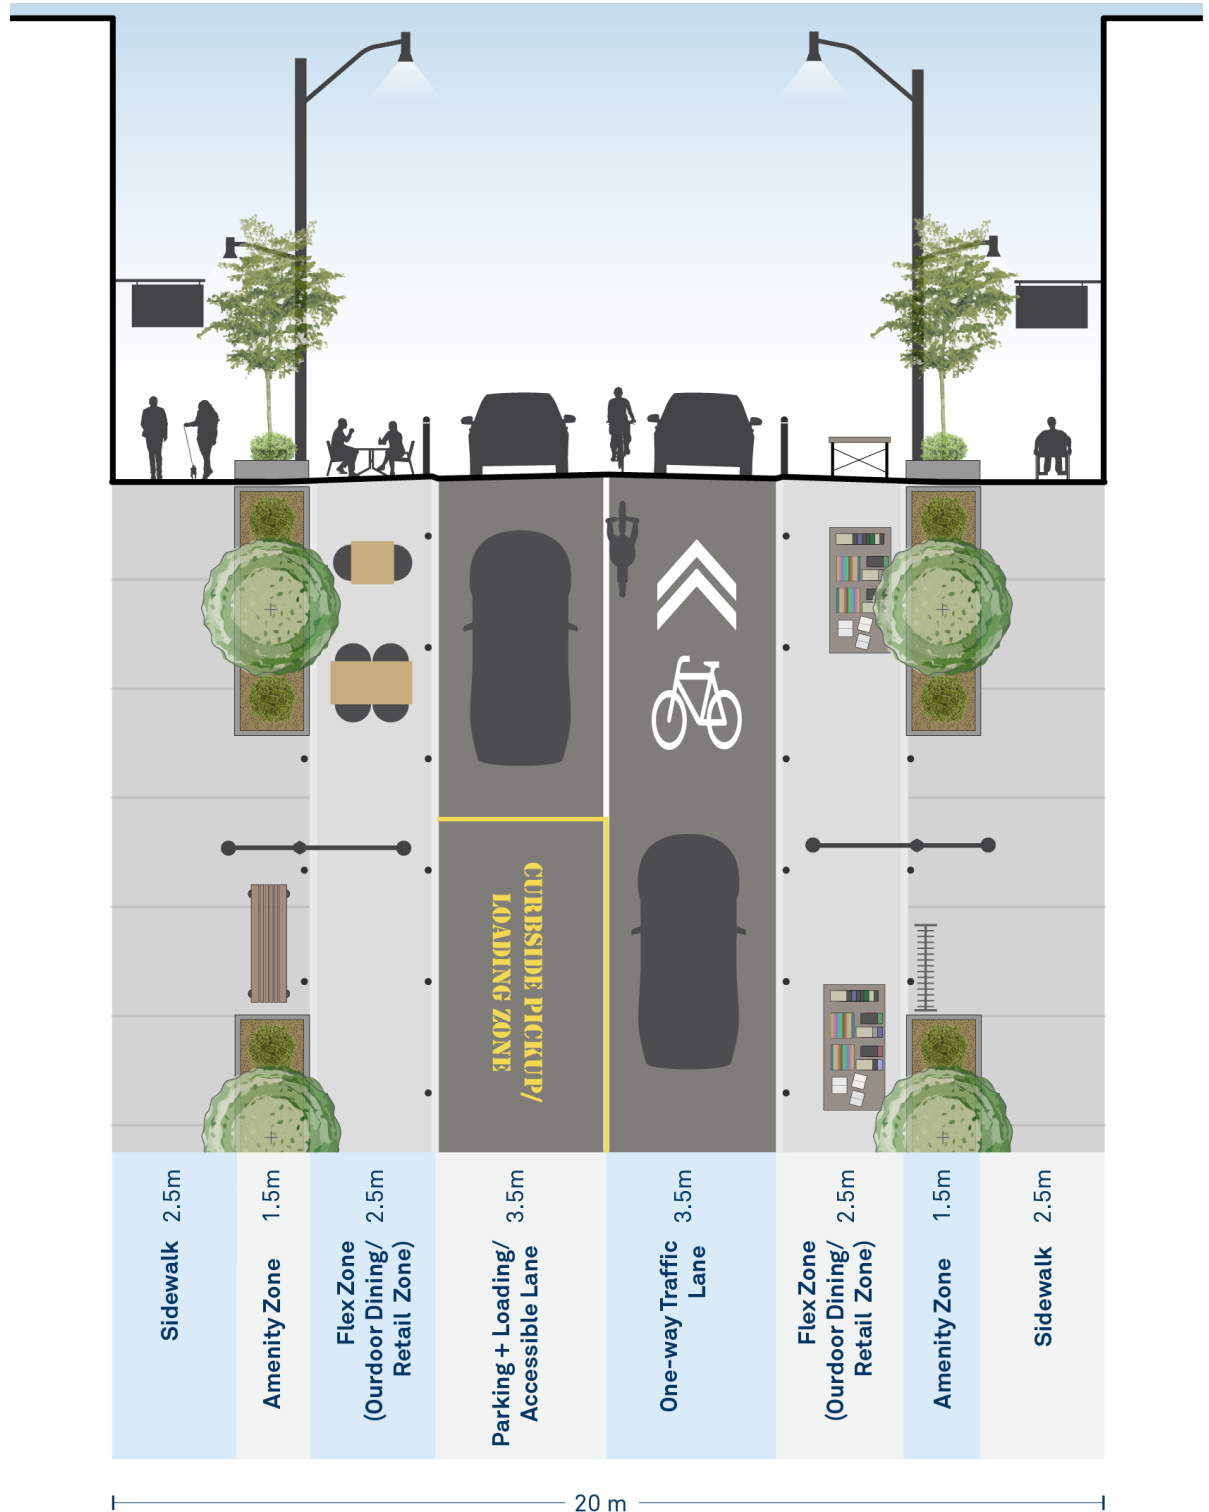 CURBSIDE PICKUP/
LOADING ZONE
Sidewalk 2.5m
Amenity Zone 1.5m
Flex Zone
(Ourdoor Dining/
Retail Zone) 2.5m
Parking + Loading/
Accessible Lane 3.5m
One-way Traffic
Lane 3.5m
Flex Zone
(Ourdoor Dining/
Retail Zone) 2.5m
Amenity Zone 1.5m
Sidewalk 2.5m
20 m